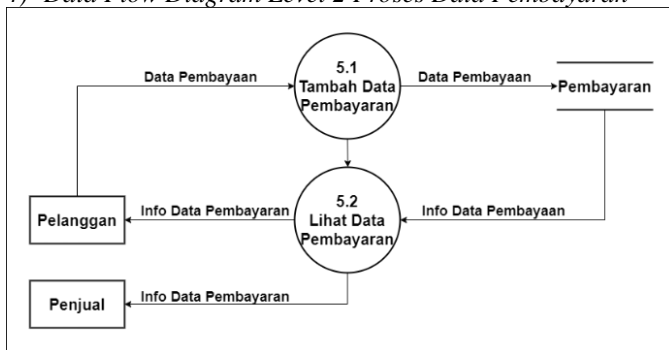 4) Data Flow Diagram Level 2 Proses Data Pembayaran
Data Pembayaan
5.1
Tambah Data
Pembayaran
Data Pembayaan
Pembayaran
Pelanggan
Info Data Pembayaran
5.2
Lihat Data
Pembayaran
Info Data Pembayaan
Penjual
Info Data Pembayaran